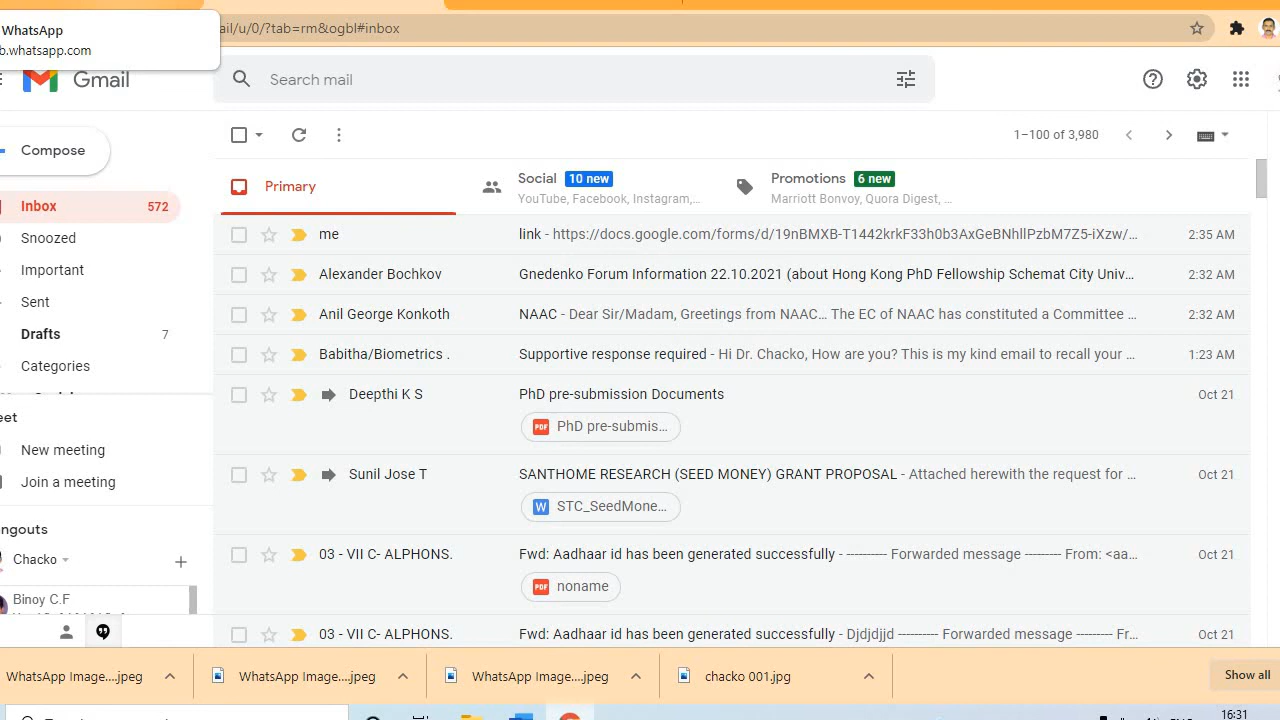 WhatsApp
b.whatsapp.com
ail/u/0/?tab=rm&ogbl#inbox
Gmail
Search mail
Compose
1–100 of 3,980
Primary
Social 10 new
YouTube, Facebook, Instagram,...
Promotions 6 new
Marriott Bonvoy, Quora Digest, ...
Inbox 572
Snoozed
Important
Sent
Drafts 7
Categories
eet
New meeting
Join a meeting
ngouts
Chacko
Binoy C.F
me link - https://docs.google.com/forms/d/19nBMXB-T1442krkF33h0b3AxGeBNhllPzbM7Z5-iXzw/... 2:35 AM
Alexander Bochkov Gnedenko Forum Information 22.10.2021 (about Hong Kong PhD Fellowship Schemat City Univ... 2:32 AM
Anil George Konkoth NAAC - Dear Sir/Madam, Greetings from NAAC... The EC of NAAC has constituted a Committee ... 2:32 AM
Babitha/Biometrics . Supportive response required - Hi Dr. Chacko, How are you? This is my kind email to recall your ... 1:23 AM
Deepthi K S PhD pre-submission Documents Oct 21
PDF PhD pre-submis...
Sunil Jose T SANTHOME RESEARCH (SEED MONEY) GRANT PROPOSAL - Attached herewith the request for ... Oct 21
W STC_SeedMone...
03 - VII C- ALPHONS. Fwd: Aadhaar id has been generated successfully - ---------- Forwarded message --------- From: <aa... Oct 21
PDF noname
03 - VII C- ALPHONS. Fwd: Aadhaar id has been generated successfully - Djdjdjjd ---------- Forwarded message --------- Fr... Oct 21
WhatsApp Image....jpeg
WhatsApp Image....jpeg
WhatsApp Image....jpeg
chacko 001.jpg
Show all
16:31